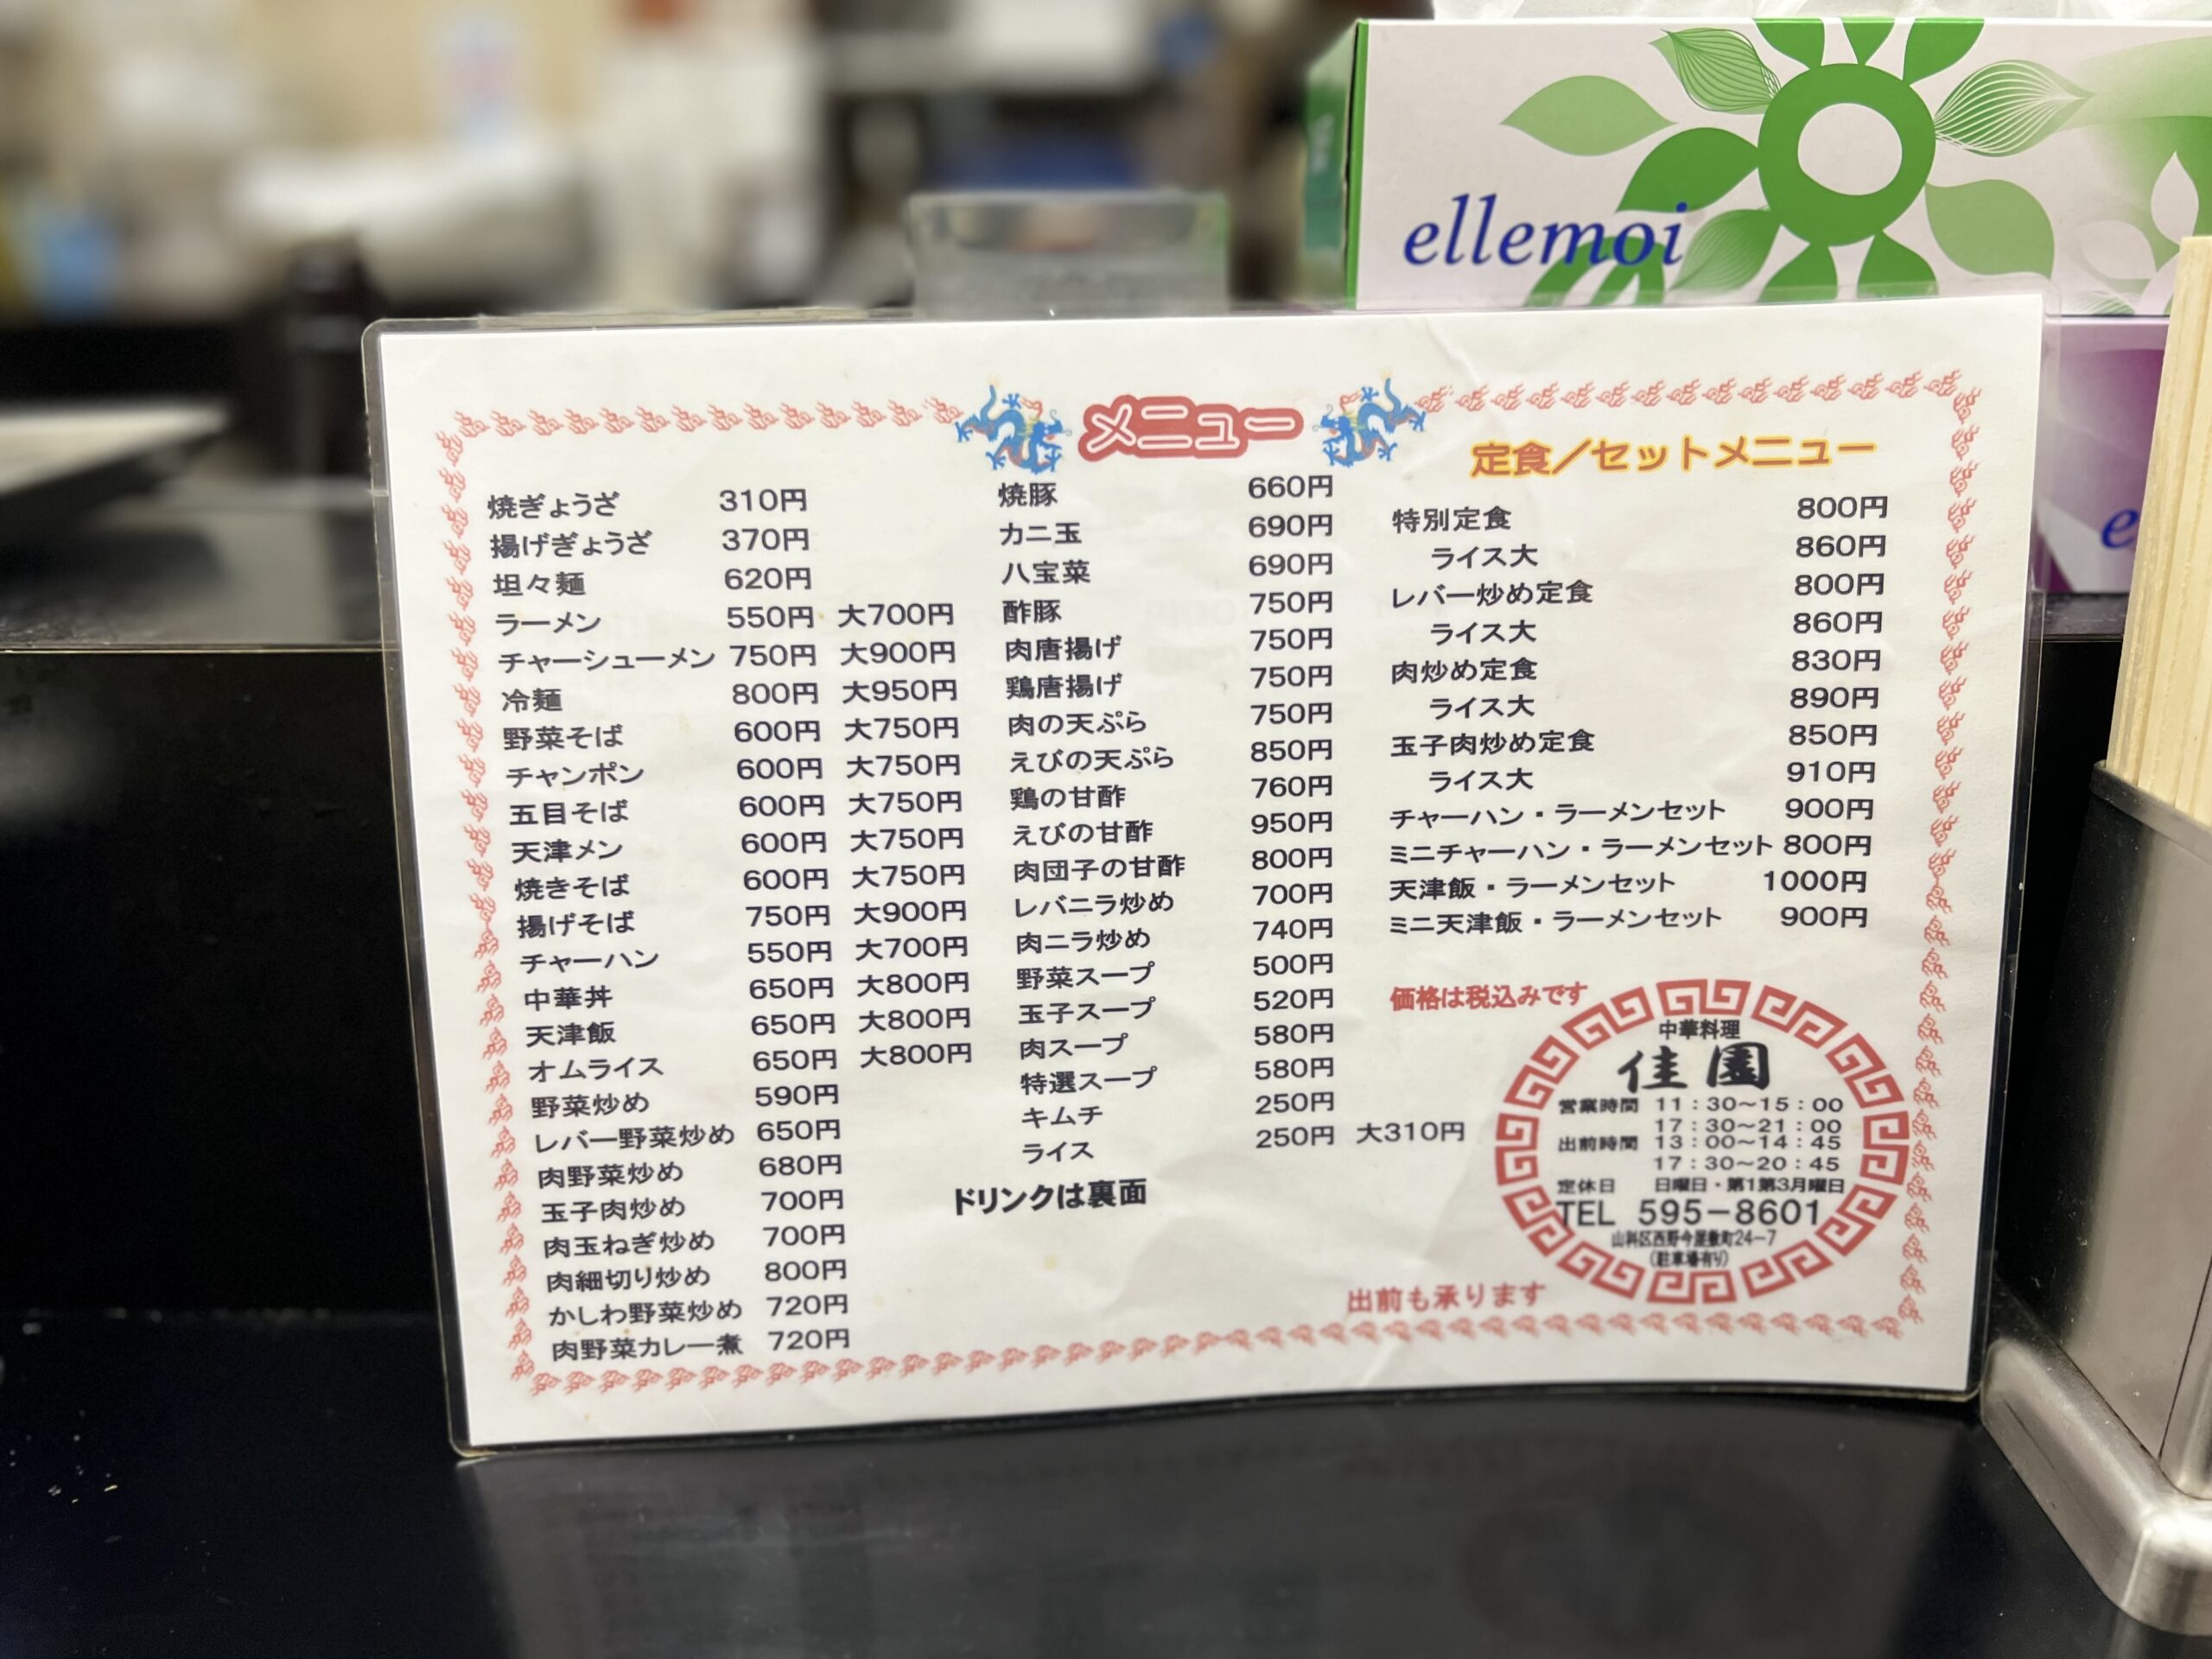 ellemoi
メニュー
焼ぎょうざ 310円
揚げぎょうざ 370円
坦々麺 620円
ラーメン 550円 大700円
チャーシューメン 750円 大900円
冷麺 800円 大950円
野菜そば 600円 大750円
チャンポン 600円 大750円
五目そば 600円 大750円
天津メン 600円 大750円
焼きそば 600円 大750円
揚げそば 750円 大900円
チャーハン 550円 大700円
中華丼 650円 大800円
天津飯 650円 大800円
オムライス 650円 大800円
野菜炒め 590円
レバー野菜炒め 650円
肉野菜炒め 680円
玉子肉炒め 700円
肉玉ねぎ炒め 700円
肉細切り炒め 800円
かしわ野菜炒め 720円
肉野菜カレー煮 720円
焼豚 660円
カニ玉 690円
八宝菜 690円
酢豚 750円
肉唐揚げ 750円
鶏唐揚げ 750円
肉の天ぷら 750円
えびの天ぷら 850円
鶏の甘酢 760円
えびの甘酢 950円
肉団子の甘酢 800円
レバニラ炒め 700円
肉ニラ炒め 740円
野菜スープ 500円
玉子スープ 520円
肉スープ 580円
特選スープ 580円
キムチ 250円
ライス 250円 大310円
ドリンクは裏面
定食/セットメニュー
特別定食 800円
ライス大 860円
レバー炒め定食 800円
ライス大 860円
肉炒め定食 830円
ライス大 890円
玉子肉炒め定食 850円
ライス大 910円
チャーハン・ラーメンセット 900円
ミニチャーハン・ラーメンセット 800円
天津飯・ラーメンセット 1000円
ミニ天津飯・ラーメンセット 900円
価格は税込みです
中華料理
佳園
営業時間 11:30~15:00
17:30~21:00
出前時間 13:00~14:45
17:30~20:45
定休日 日曜日・第1第3月曜日
TEL 595-8601
山科区西野今屋敷町24-7
(駐車場有り)
出前も承ります